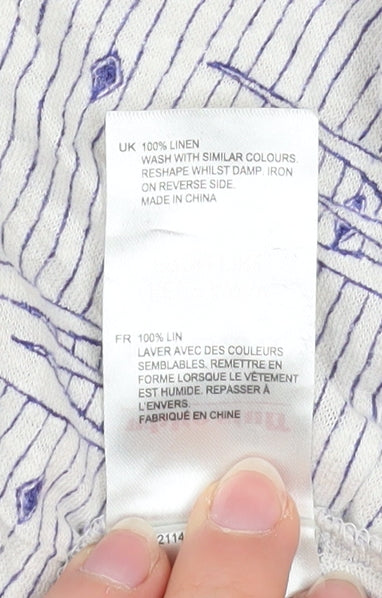 UK 100% LINEN
WASH WITH SIMILAR COLOURS.
RESHAPE WHILST DAMP. IRON
ON REVERSE SIDE.
MADE IN CHINA
FR 100% LIN
LAVER AVEC DES COULEURS
SEMBLABLES. REMETTRE EN
FORME LORSQUE LE VÊTEMENT
EST HUMIDE. REPASSER À
L'ENVERS.
FABRIQUÉ EN CHINE
2114